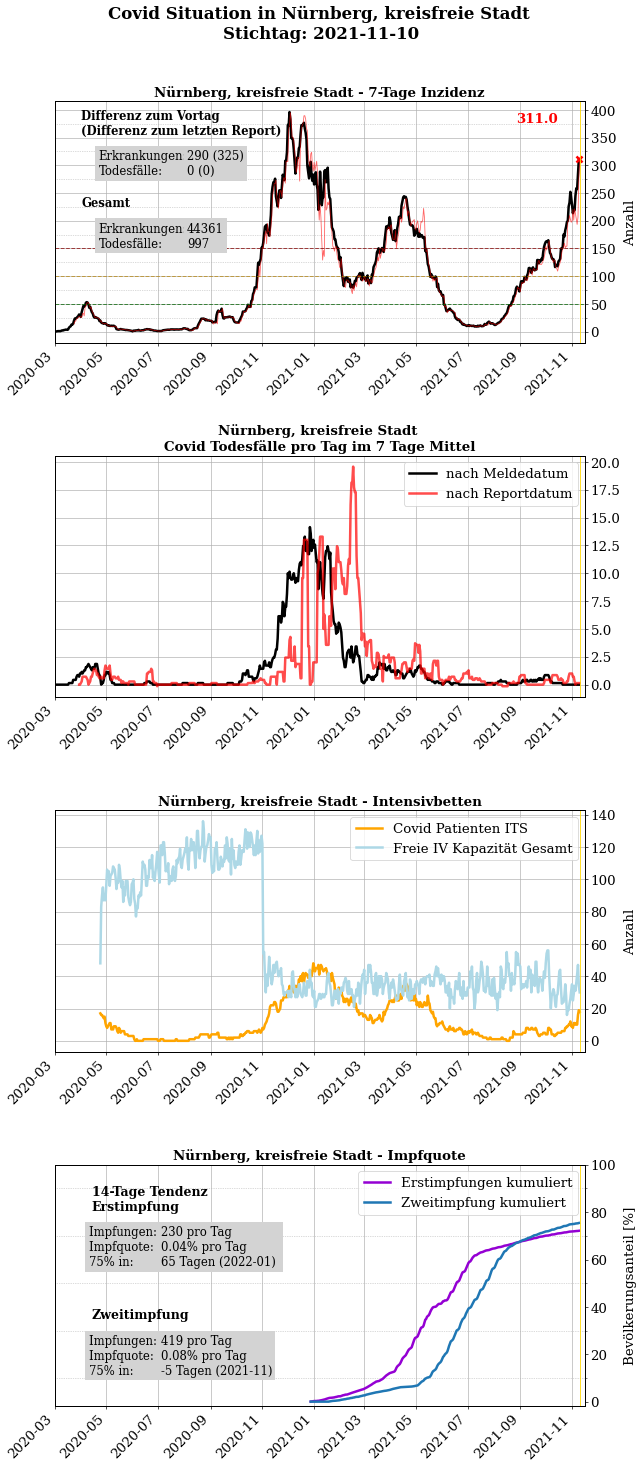 Covid Situation in Nürnberg, kreisfreie Stadt
Stichtag: 2021-11-10
Nürnberg, kreisfreie Stadt - 7-Tage Inzidenz
Differenz zum Vortag
(Differenz zum letzten Report)
Erkrankungen 290 (325)
Todesfälle: 0 (0)
Gesamt
Erkrankungen 44361
Todesfälle: 997
311.0
400
350
300
250
200
150
100
50
0
Anzahl
2020-03
2020-05
2020-07
2020-09
2020-11
2021-01
2021-03
2021-05
2021-07
2021-09
2021-11
Nürnberg, kreisfreie Stadt
Covid Todesfälle pro Tag im 7 Tage Mittel
nach Meldedatum
nach Reportdatum
20.0
17.5
15.0
12.5
10.0
7.5
5.0
2.5
0.0
2020-03
2020-05
2020-07
2020-09
2020-11
2021-01
2021-03
2021-05
2021-07
2021-09
2021-11
Nürnberg, kreisfreie Stadt - Intensivbetten
Covid Patienten ITS
Freie IV Kapazität Gesamt
140
120
100
80
60
40
20
0
Anzahl
2020-03
2020-05
2020-07
2020-09
2020-11
2021-01
2021-03
2021-05
2021-07
2021-09
2021-11
Nürnberg, kreisfreie Stadt - Impfquote
14-Tage Tendenz
Erstimpfung
Impfungen: 230 pro Tag
Impfquote: 0.04% pro Tag
75% in: 65 Tagen (2022-01)
Zweitimpfung
Impfungen: 419 pro Tag
Impfquote: 0.08% pro Tag
75% in: -5 Tagen (2021-11)
Erstimpfungen kumuliert
Zweitimpfung kumuliert
100
80
60
40
20
0
Bevölkerungsanteil [%]
2020-03
2020-05
2020-07
2020-09
2020-11
2021-01
2021-03
2021-05
2021-07
2021-09
2021-11